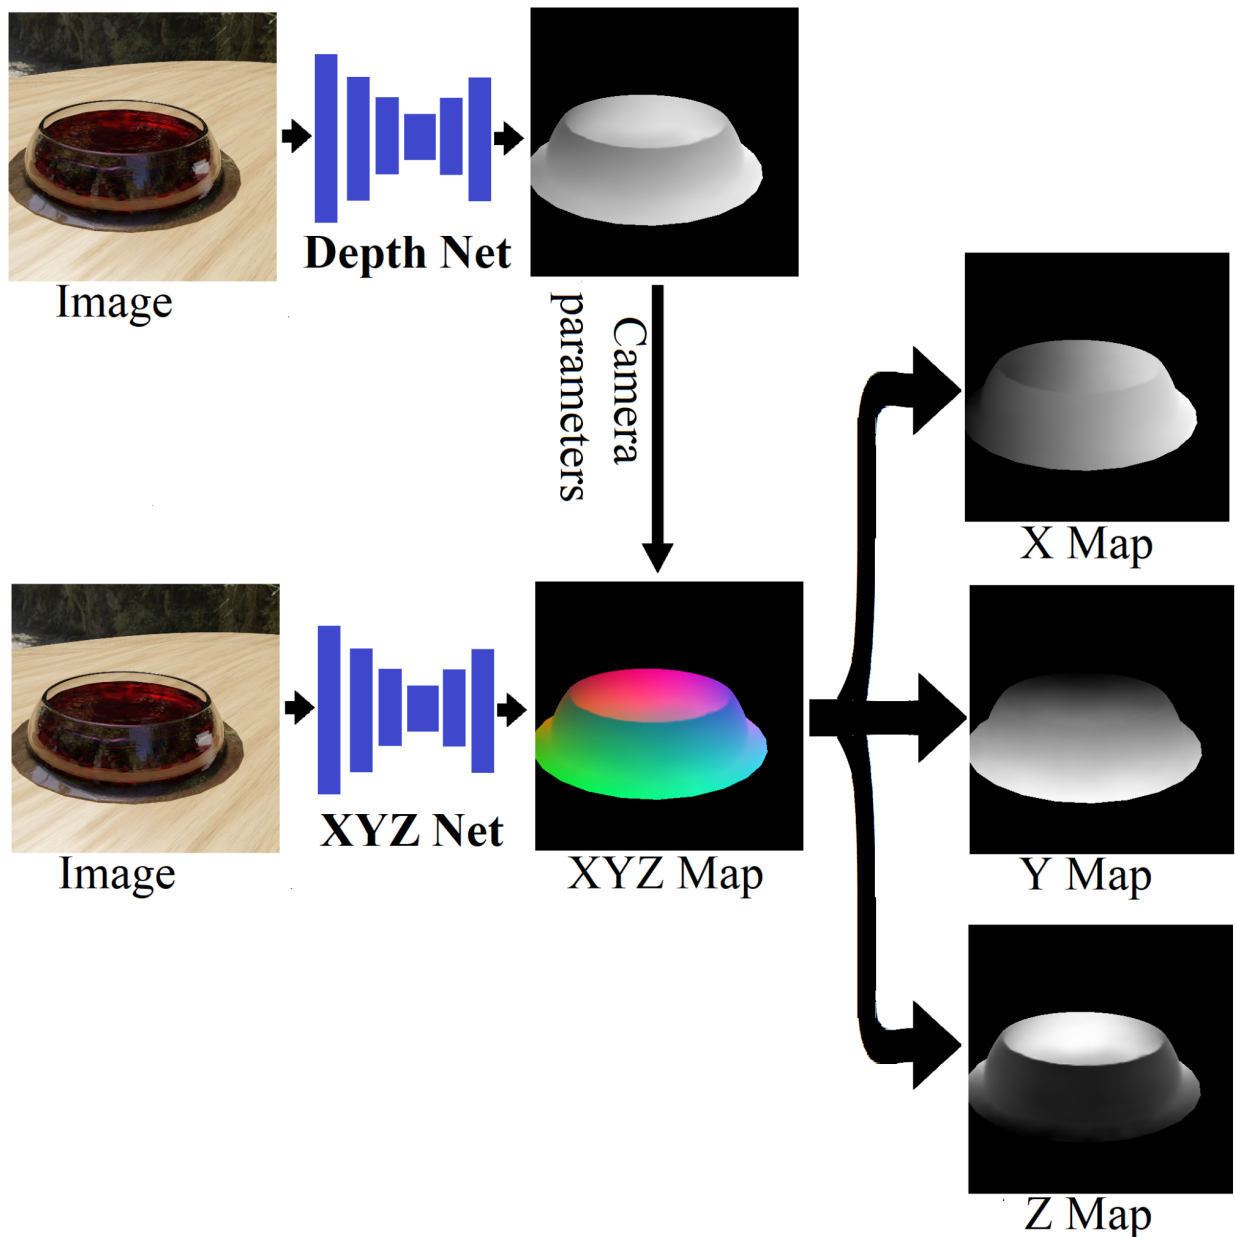 Depth Net
Image
Camera
parameters
X Map
XYZ Net
Image
XYZ Map
Y Map
Z Map